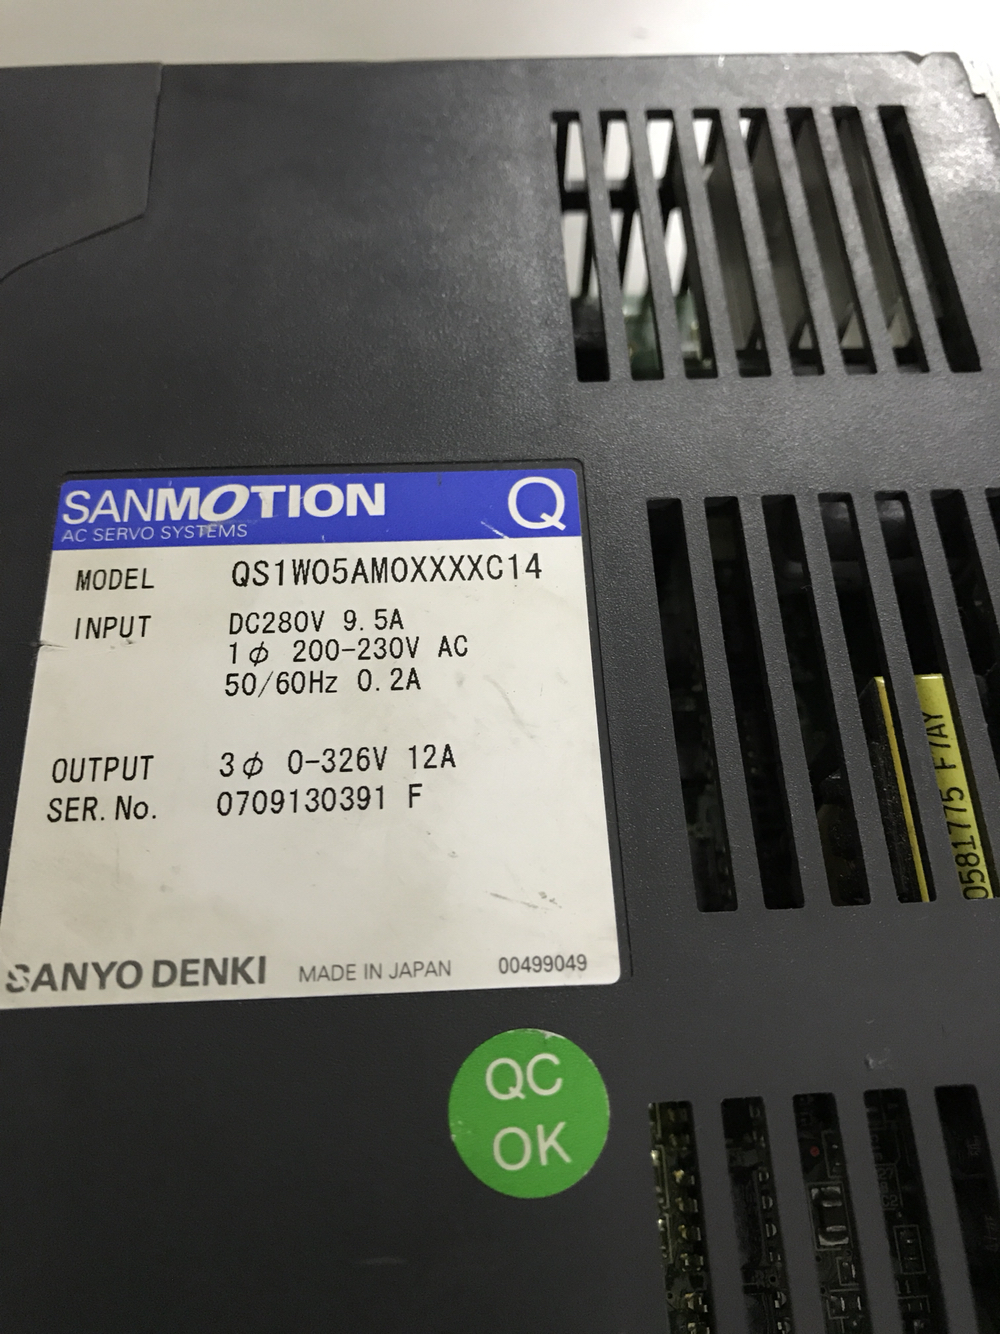 SANMOTION Q
AC SERVO SYSTEMS
MODEL QS1W05AM0XXXXC14
INPUT DC280V 9.5A
1φ 200-230V AC
50/60Hz 0.2A
OUTPUT 3φ 0-326V 12A
SER.No. 0709130391 F
SANYO DENKI MADE IN JAPAN 00499049
QC
OK
0581775 F7AY